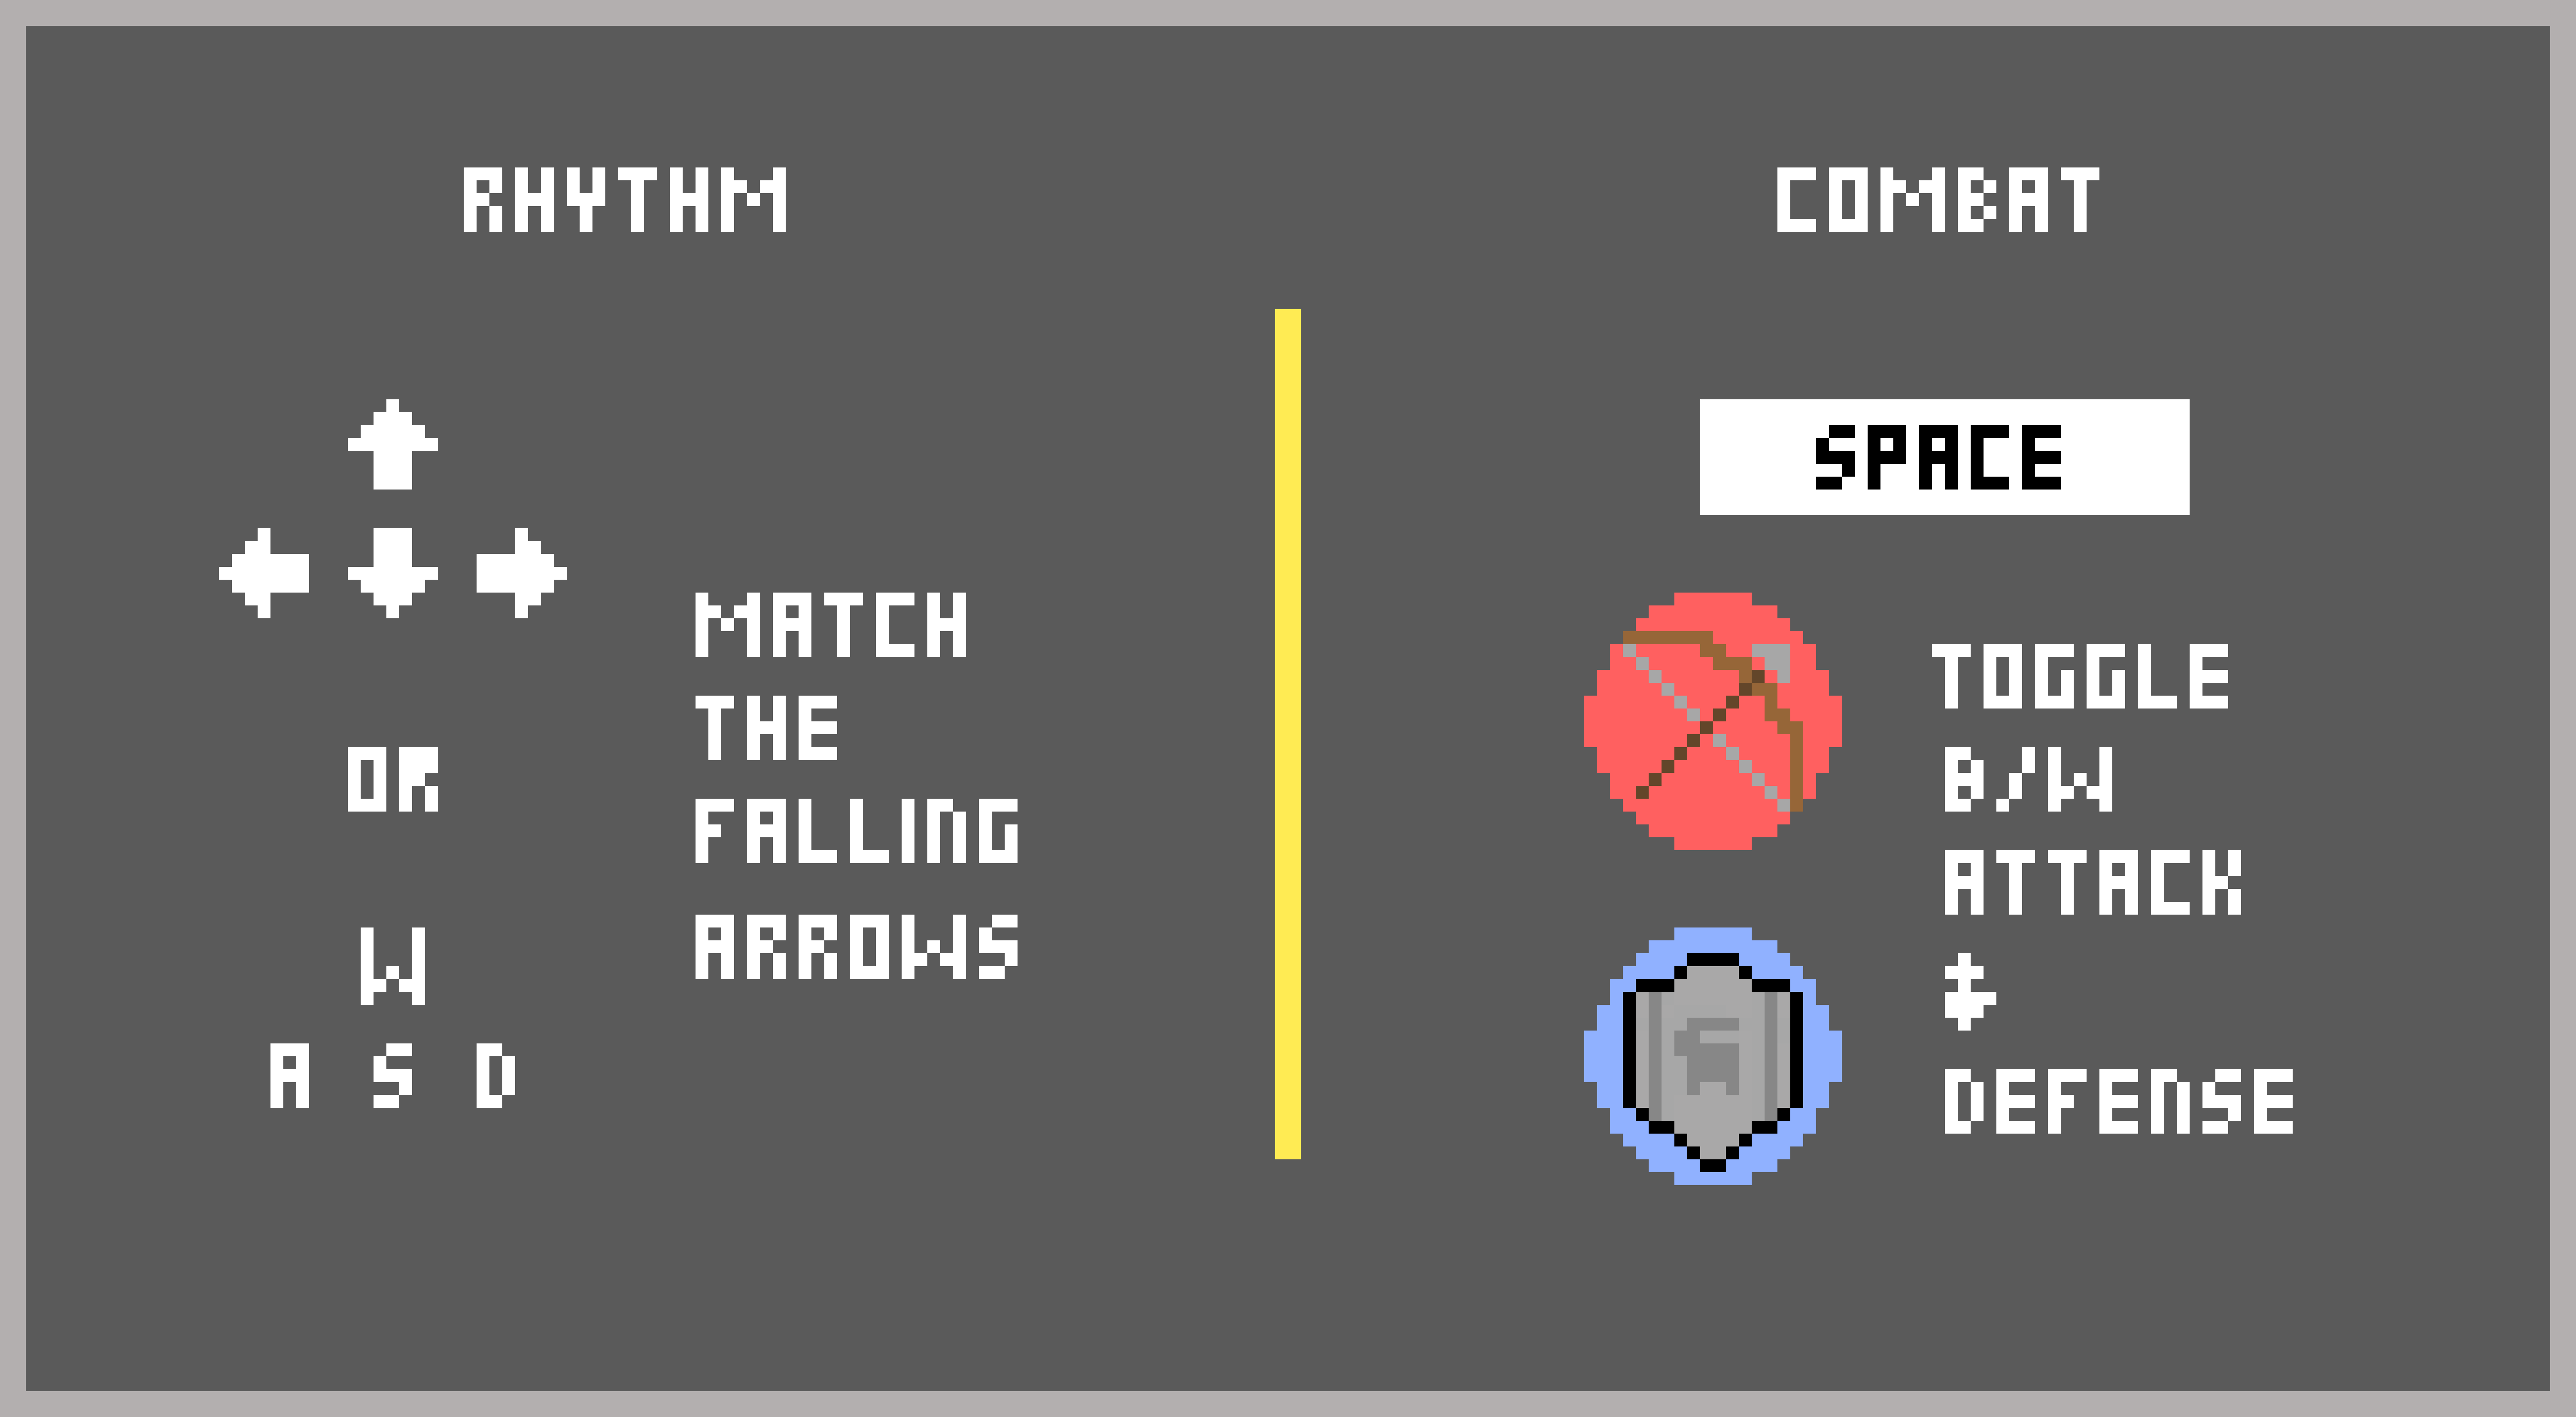 RHYTHM
OR
W
A S D
MATCH
THE
FALLING
ARROWS
COMBAT
SPACE
TOGGLE
B/W
ATTACK
&
DEFENSE